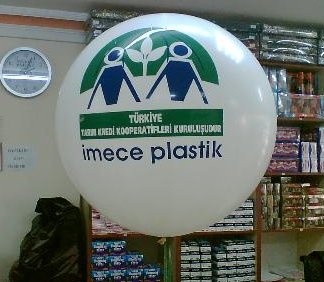 TÜRKİYE
TARIM KREDİ KOOPERATİFLERİ KURULUŞUDUR
imece plastik